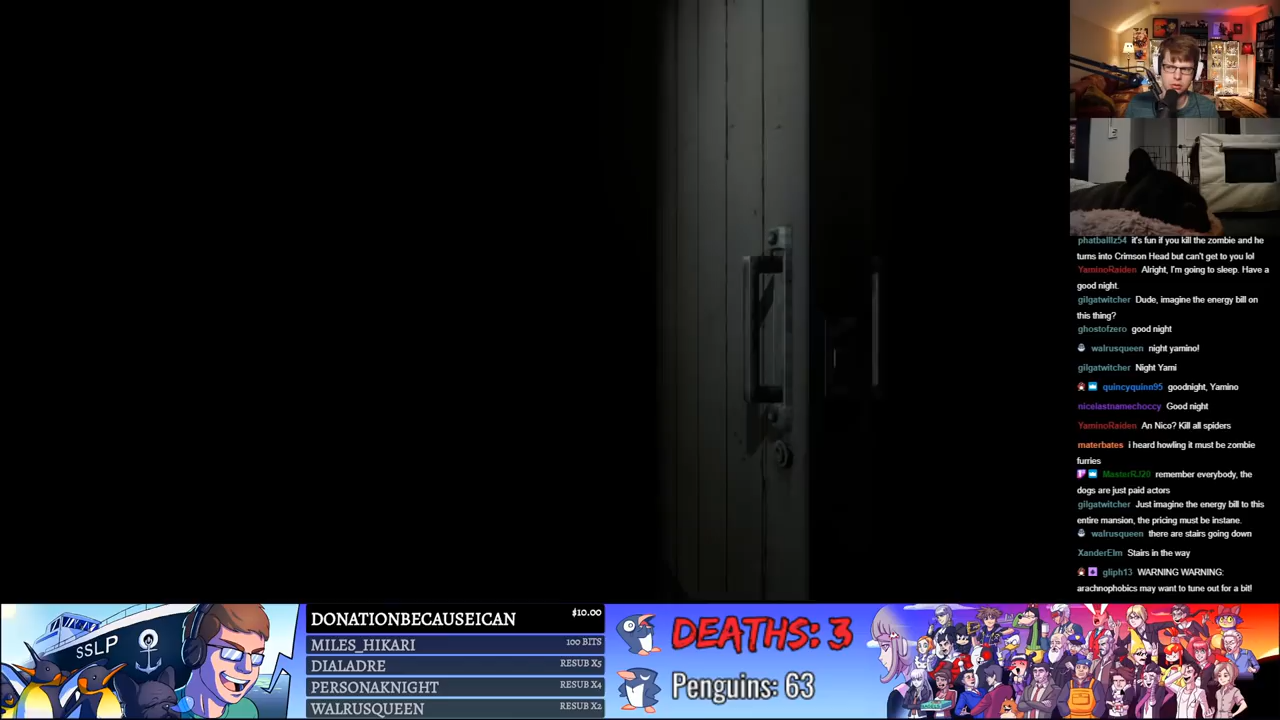 phatballlz54 it's fun if you kill the zombie and he
turns into Crimson Head but can't get to you lol
YaminoRaiden Alright, I'm going to sleep. Have a
good night.
gilgatwitcher Dude, imagine the energy bill on
this thing?
ghostofzero good night
walrusqueen night yamino!
gilgatwitcher Night Yami
quincyquinn95 goodnight, Yamino
nicelastnamechoccy Good night
YaminoRaiden An Nico? Kill all spiders
materbates i heard howling it must be zombie
furries
MasterRJ20 remember everybody, the
dogs are just paid actors
gilgatwitcher Just imagine the energy bill to this
entire mansion, the pricing must be instane.
walrusqueen there are stairs going down
XanderElm Stairs in the way
gliph13 WARNING WARNING:
arachnophobics may want to tune out for a bit!
SSLP
DONATIONBECAUSEICAN $10.00
MILES_HIKARI 100 BITS
DIALADRE RESUB X5
PERSONAKNIGHT RESUB X4
WALRUSQUEEN RESUB X2
DEATHS: 3
Penguins: 63